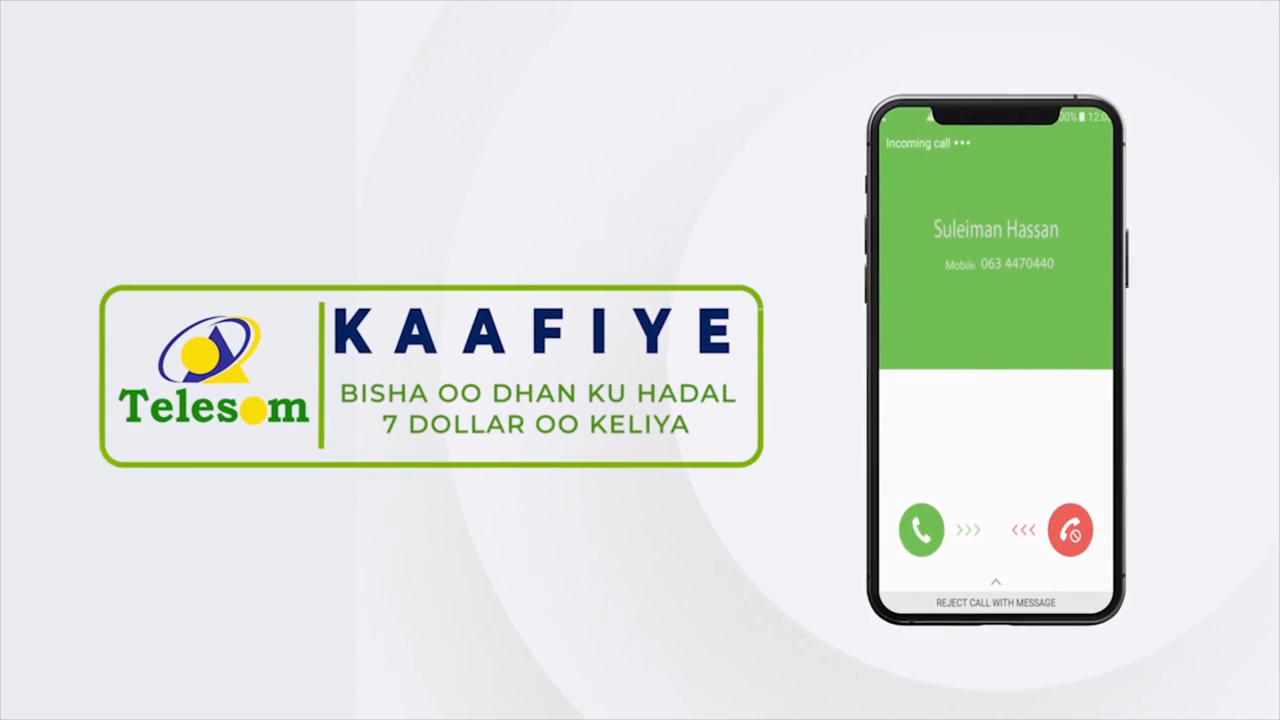 Telesom
KAAFIYE
BISHA OO DHAN KU HADAL
7 DOLLAR OO KELIYA
Incoming call •••
Suleiman Hassan
Mobile 063 4470440
REJECT CALL WITH MESSAGE